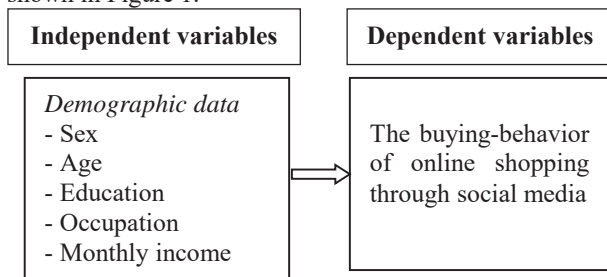 shown in Figure 1.
Independent variables
Dependent variables
Demographic data
- Sex
- Age
- Education
- Occupation
- Monthly income
The buying-behavior
of online shopping
through social media